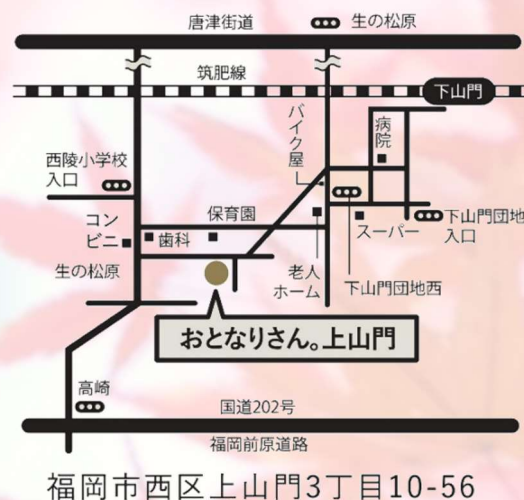 唐津街道
生の松原
筑肥線
下山門
バイク屋
病院
西陵小学校
入口
コン
ビニ
歯科
保育園
スーパー
下山門団地
入口
生の松原
老人
ホーム
下山門団地西
おとなりさん。上山門
高崎
国道202号
福岡前原道路
福岡市西区上山門3丁目10-56